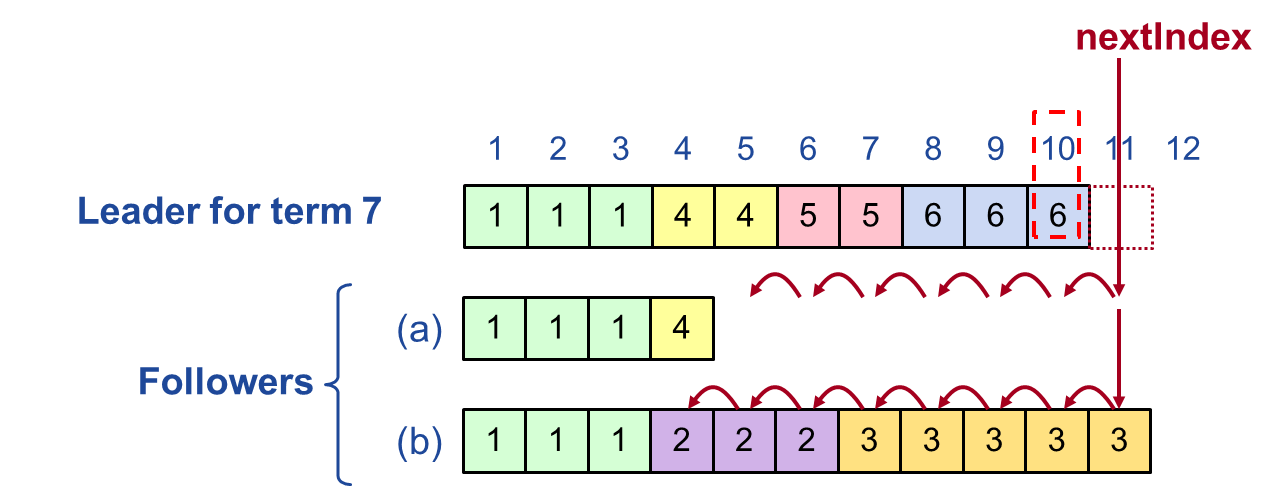 nextIndex
1 2 3 4 5 6 7 8 9 10 11 12
Leader for term 7
1 1 1 4 4 5 5 6 6 6
(a)
1 1 1 4
Followers
(b)
1 1 1 2 2 2 3 3 3 3 3